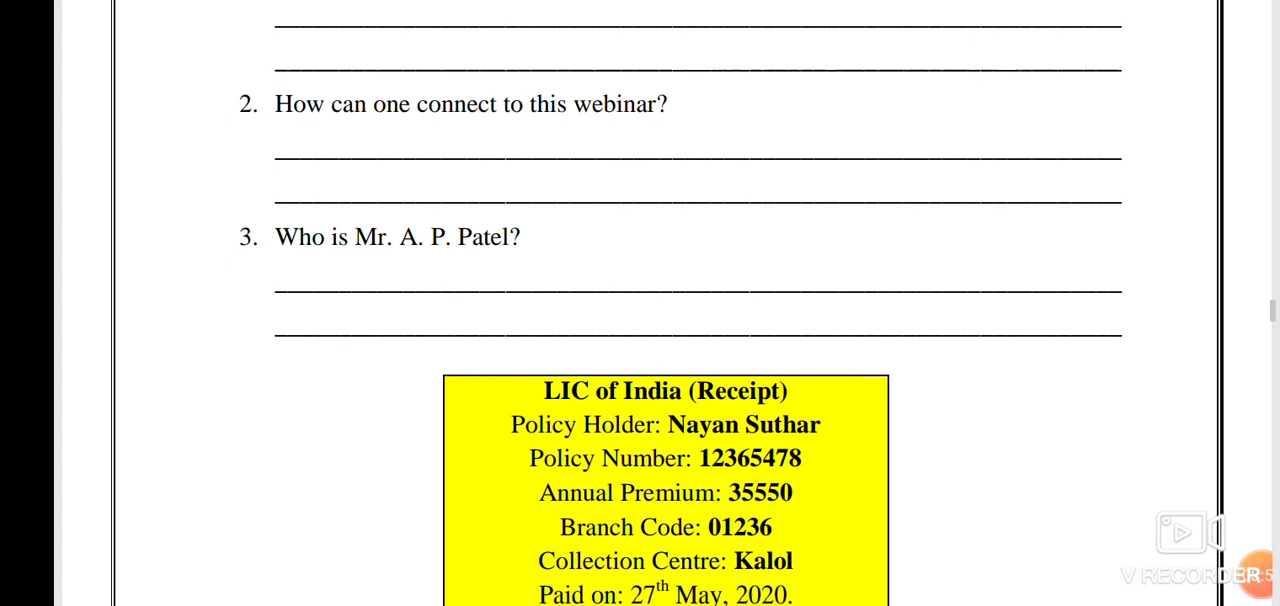 2. How can one connect to this webinar?
3. Who is Mr. A. P. Patel?
LIC of India (Receipt)
Policy Holder: Nayan Suthar
Policy Number: 12365478
Annual Premium: 35550
Branch Code: 01236
Collection Centre: Kalol
Paid on: 27th May, 2020.
V RECORDER